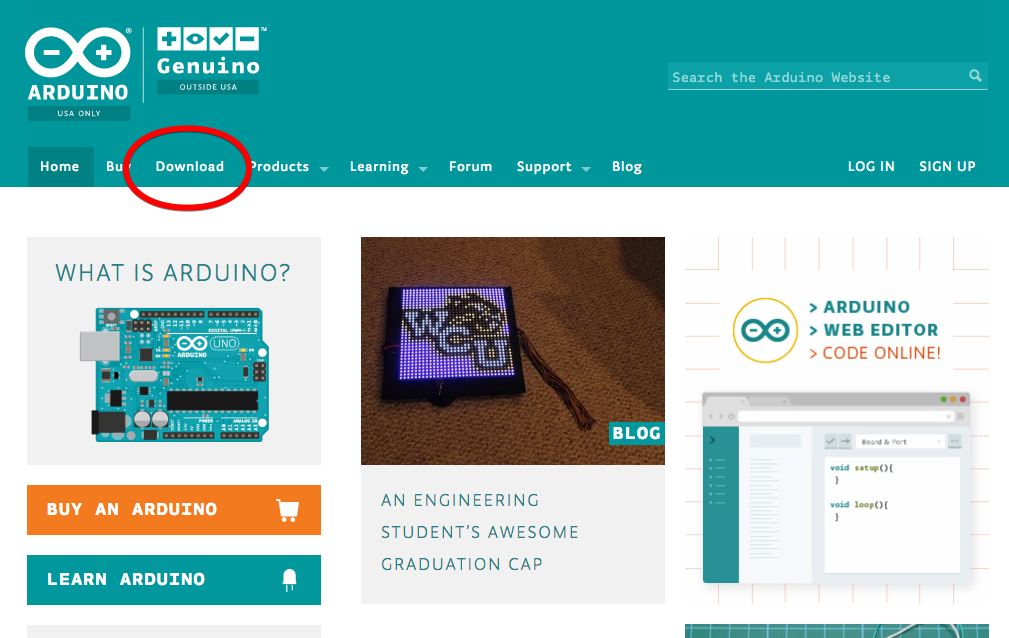 ARDUINO
USA ONLY
Genuino
OUTSIDE USA
Search the Arduino Website
Home Buy Download Products Learning Forum Support Blog LOG IN SIGN UP
WHAT IS ARDUINO?
UNO
ARDUINO
BUY AN ARDUINO
LEARN ARDUINO
WCU
BLOG
AN ENGINEERING
STUDENT’S AWESOME
GRADUATION CAP
> ARDUINO
> WEB EDITOR
> CODE ONLINE!
Board & Port
void setup(){
}
void loop(){
}